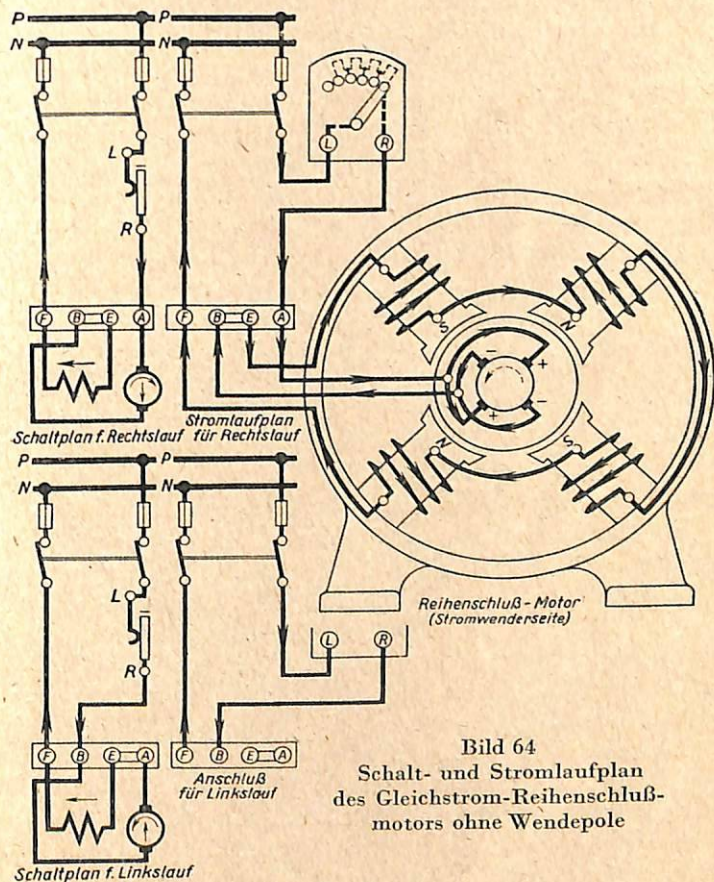 P
P
N
N
L
R
L
R
F
B
E
A
F
B
E
A
Schaltplan f. Rechtslauf
Stromlaufplan
für Rechtslauf
S
N
N
S
–
+
+
–
Reihenschluß-Motor
(Stromwenderseite)
P
P
N
N
L
R
L
R
F
B
E
A
F
B
E
A
Anschluß
für Linkslauf
Schaltplan f. Linkslauf
Bild 64
Schalt- und Stromlaufplan
des Gleichstrom-Reihenschluß-
motors ohne Wendepole